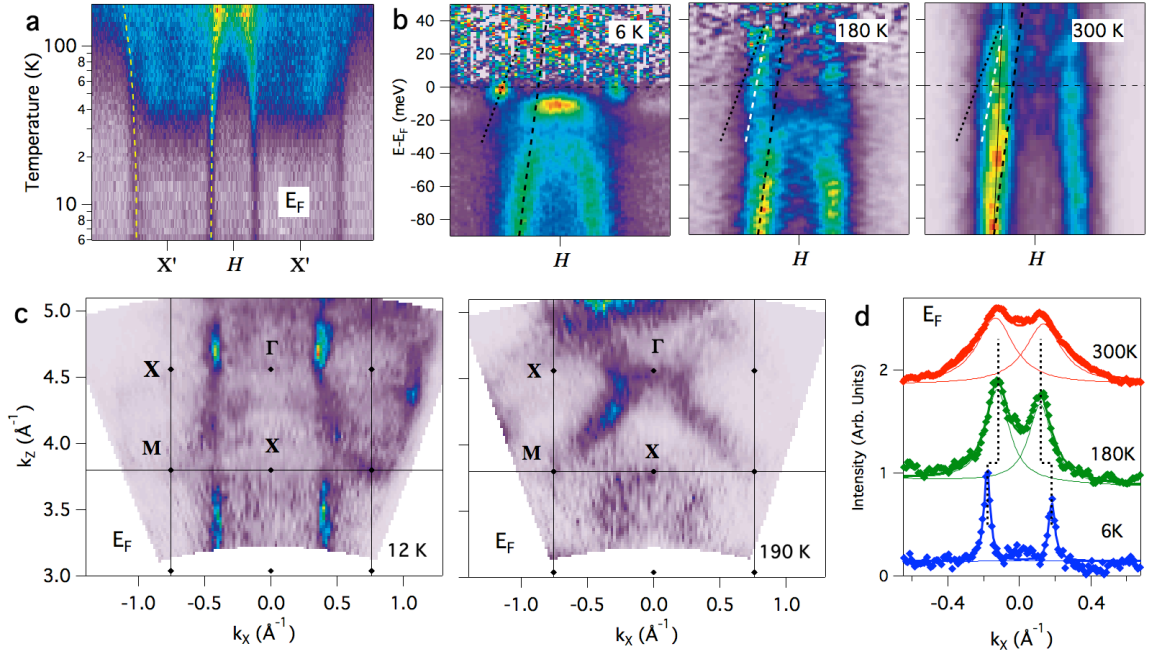 a
Temperature (K)
100
6
4
2
10
8
6
E_F
X' H X'
b
E-E_F (meV)
40
20
0
-20
-40
-60
-80
6 K
180 K
300 K
H H H
c
k_Z (Å⁻¹)
5.0
4.5
4.0
3.5
3.0
Γ
X
X
M
E_F
12 K
-1.0 -0.5 0.0 0.5 1.0
k_X (Å⁻¹)
Γ
X
X
M
E_F
190 K
-1.0 -0.5 0.0 0.5 1.0
k_X (Å⁻¹)
d
E_F
Intensity (Arb. Units)
2
1
0
300K
180K
6K
-0.4 0.0 0.4
k_X (Å⁻¹)